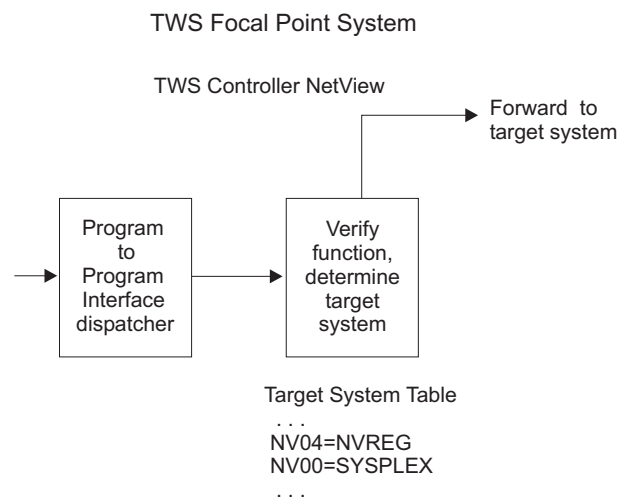 TWS Focal Point System
TWS Controller NetView
Forward to
target system
Program
to
Program
Interface
dispatcher
Verify
function,
determine
target
system
Target System Table
. . .
NV04=NVREG
NV00=SYSPLEX
. . .